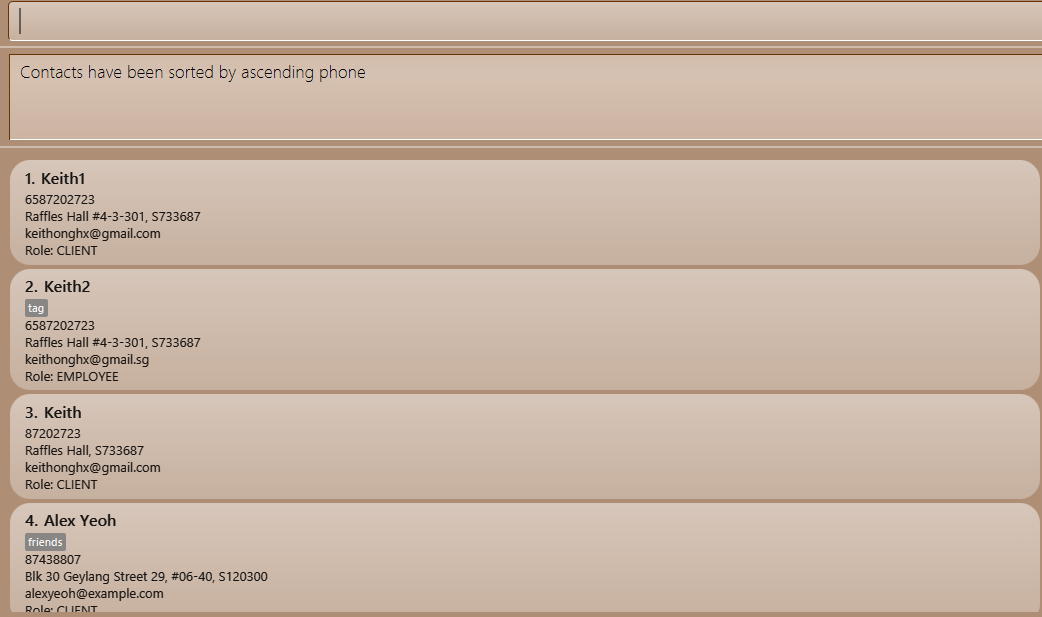 Contacts have been sorted by ascending phone
1. Keith1
6587202723
Raffles Hall #4-3-301, S733687
keithonghx@gmail.com
Role: CLIENT
2. Keith2
tag
6587202723
Raffles Hall #4-3-301, S733687
keithonghx@gmail.sg
Role: EMPLOYEE
3. Keith
87202723
Raffles Hall, S733687
keithonghx@gmail.com
Role: CLIENT
4. Alex Yeoh
friends
87438807
Blk 30 Geylang Street 29, #06-40, S120300
alexyeoh@example.com
Role: CLIENT